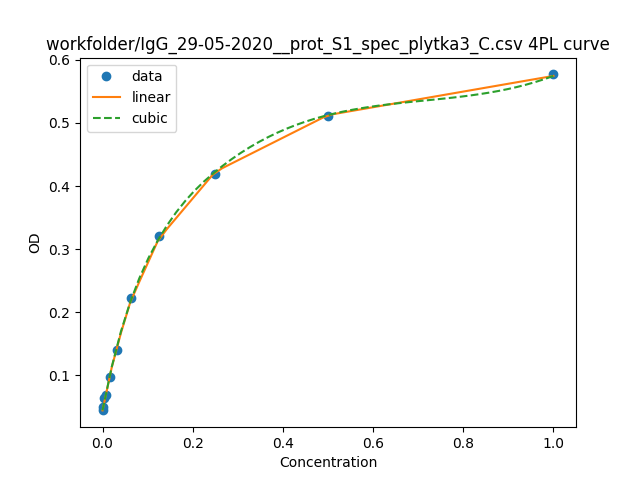 workfolder/IgG_29-05-2020__prot_S1_spec_plytka3_C.csv 4PL curve
0.6
0.5
0.4
0.3
0.2
0.1
OD
data
linear
cubic
0.0 0.2 0.4 0.6 0.8 1.0
Concentration